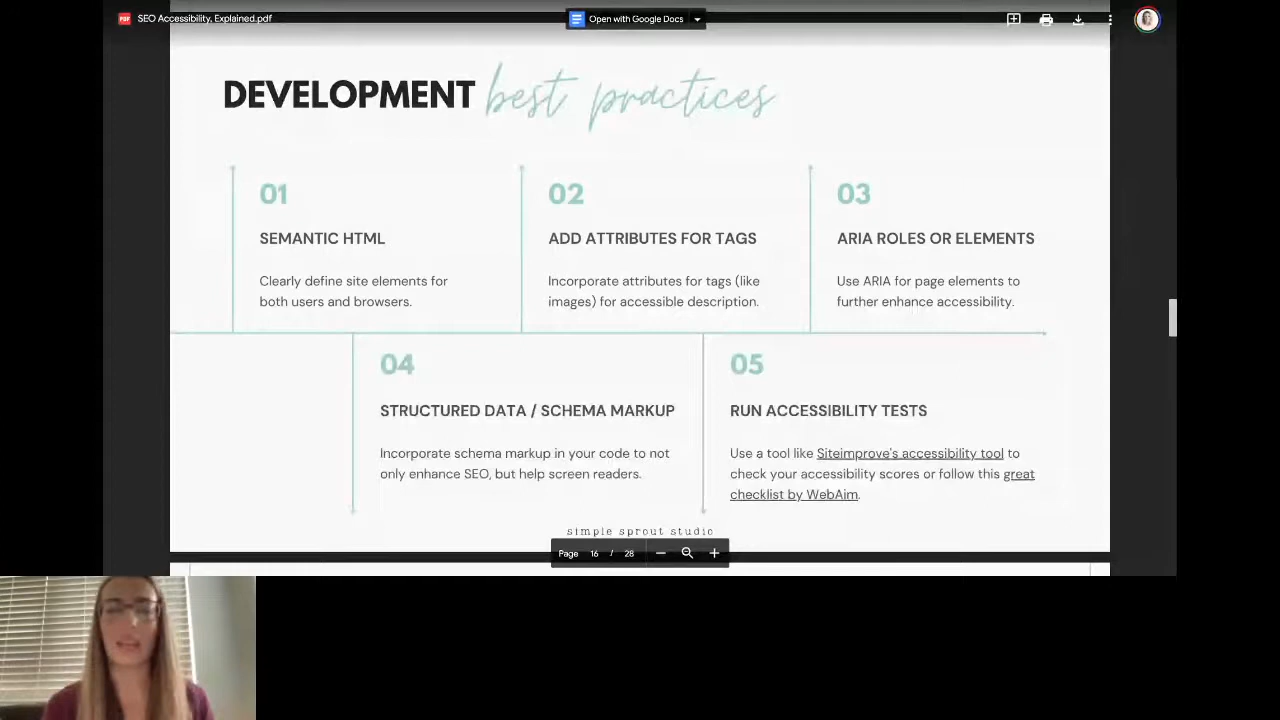 SEO Accessibility, Explained.pdf
Open with Google Docs
DEVELOPMENT best practices
01
SEMANTIC HTML
Clearly define site elements for
both users and browsers.
02
ADD ATTRIBUTES FOR TAGS
Incorporate attributes for tags (like
images) for accessible description.
03
ARIA ROLES OR ELEMENTS
Use ARIA for page elements to
further enhance accessibility.
04
STRUCTURED DATA / SCHEMA MARKUP
Incorporate schema markup in your code to not
only enhance SEO, but help screen readers.
05
RUN ACCESSIBILITY TESTS
Use a tool like Siteimprove's accessibility tool to
check your accessibility scores or follow this great
checklist by WebAim.
simple sprout studio
Page 16 / 28